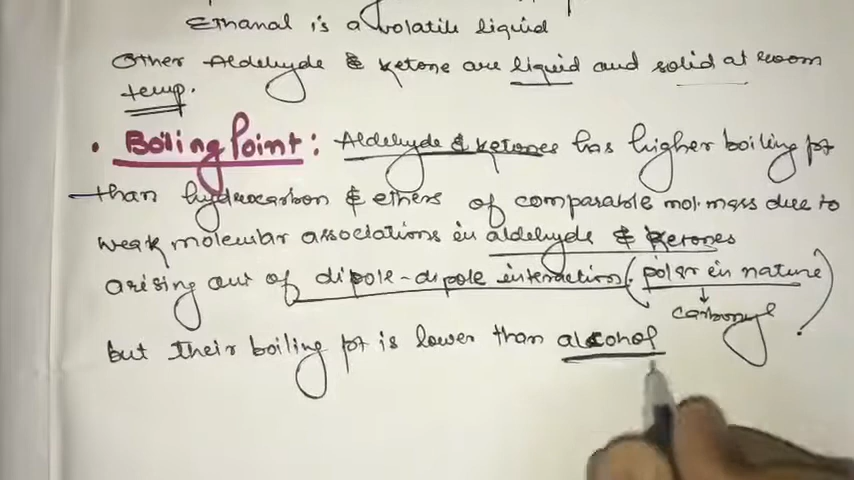 Ethanal is a volatile liquid
Other Aldehyde & ketone are liquid and solid at room
temp.
• Boiling Point: Aldehyde & ketones has higher boiling pt
than hydrocarbon & ethers of comparable mol. mass due to
weak molecular associations in aldehyde & ketones
arising out of dipole-dipole interaction (polar in nature)
carbonyl
but their boiling pt is lower than alcohol